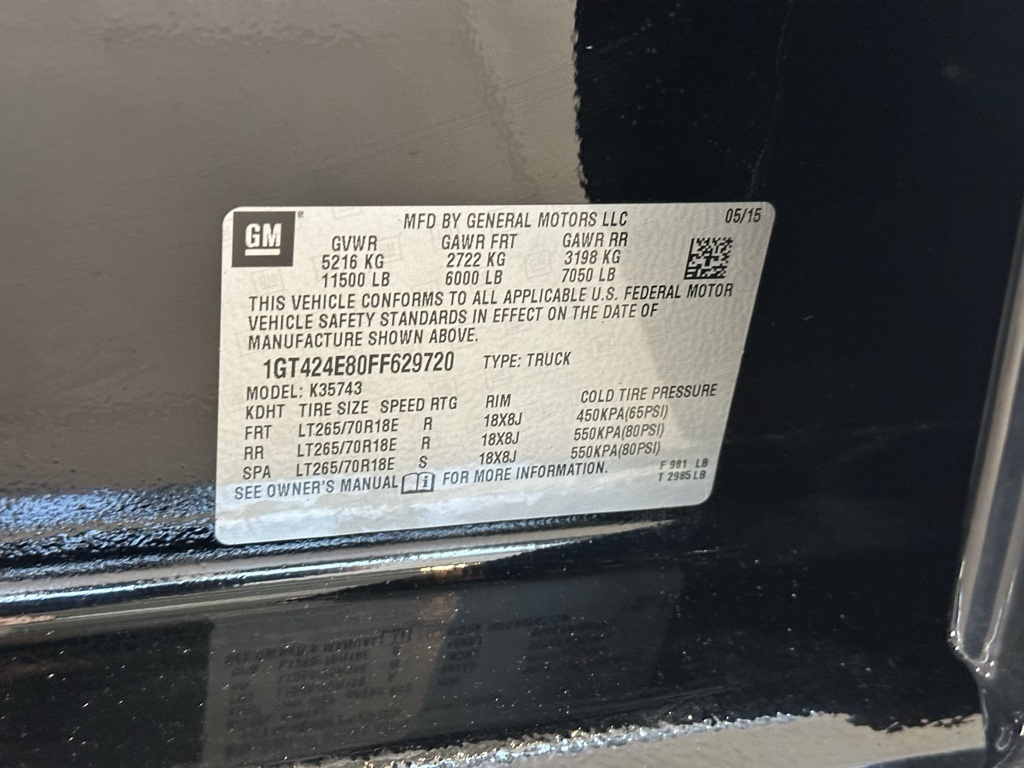 GM
®
MFD BY GENERAL MOTORS LLC 05/15
GVWR GAWR FRT GAWR RR
5216 KG 2722 KG 3198 KG
11500 LB 6000 LB 7050 LB
THIS VEHICLE CONFORMS TO ALL APPLICABLE U.S. FEDERAL MOTOR
VEHICLE SAFETY STANDARDS IN EFFECT ON THE DATE OF
MANUFACTURE SHOWN ABOVE.
1GT424E80FF629720 TYPE: TRUCK
MODEL: K35743
KDHT TIRE SIZE SPEED RTG RIM COLD TIRE PRESSURE
FRT LT265/70R18E R 18X8J 450KPA(65PSI)
RR LT265/70R18E R 18X8J 550KPA(80PSI)
SPA LT265/70R18E S 18X8J 550KPA(80PSI)
SEE OWNER'S MANUAL i FOR MORE INFORMATION.
F 981 LB
T 2985 LB